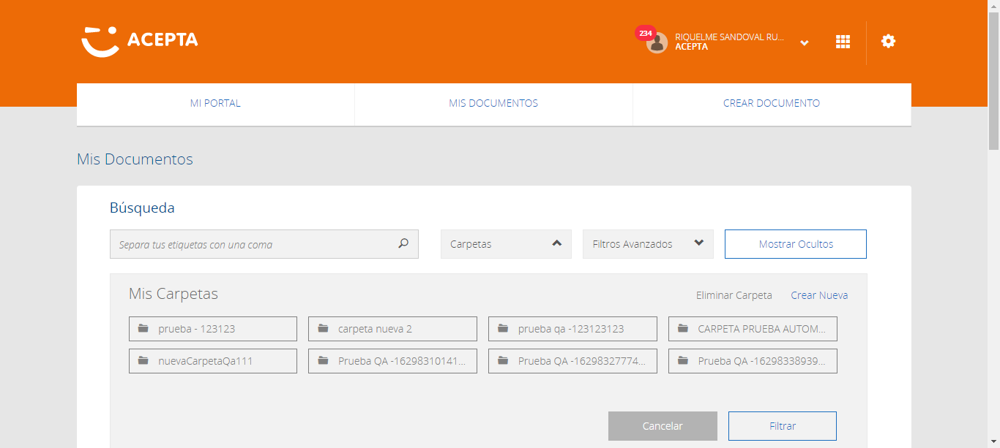 ACEPTA
234
RIQUELME SANDOVAL RU...
ACEPTA
MI PORTAL
MIS DOCUMENTOS
CREAR DOCUMENTO
Mis Documentos
Búsqueda
Separa tus etiquetas con una coma
Carpetas
Filtros Avanzados
Mostrar Ocultos
Mis Carpetas
Eliminar Carpeta
Crear Nueva
prueba - 123123
carpeta nueva 2
prueba qa -123123123
CARPETA PRUEBA AUTOM...
nuevaCarpetaQa111
Prueba QA -16298310141...
Prueba QA -16298327774...
Prueba QA -16298338939...
Cancelar
Filtrar